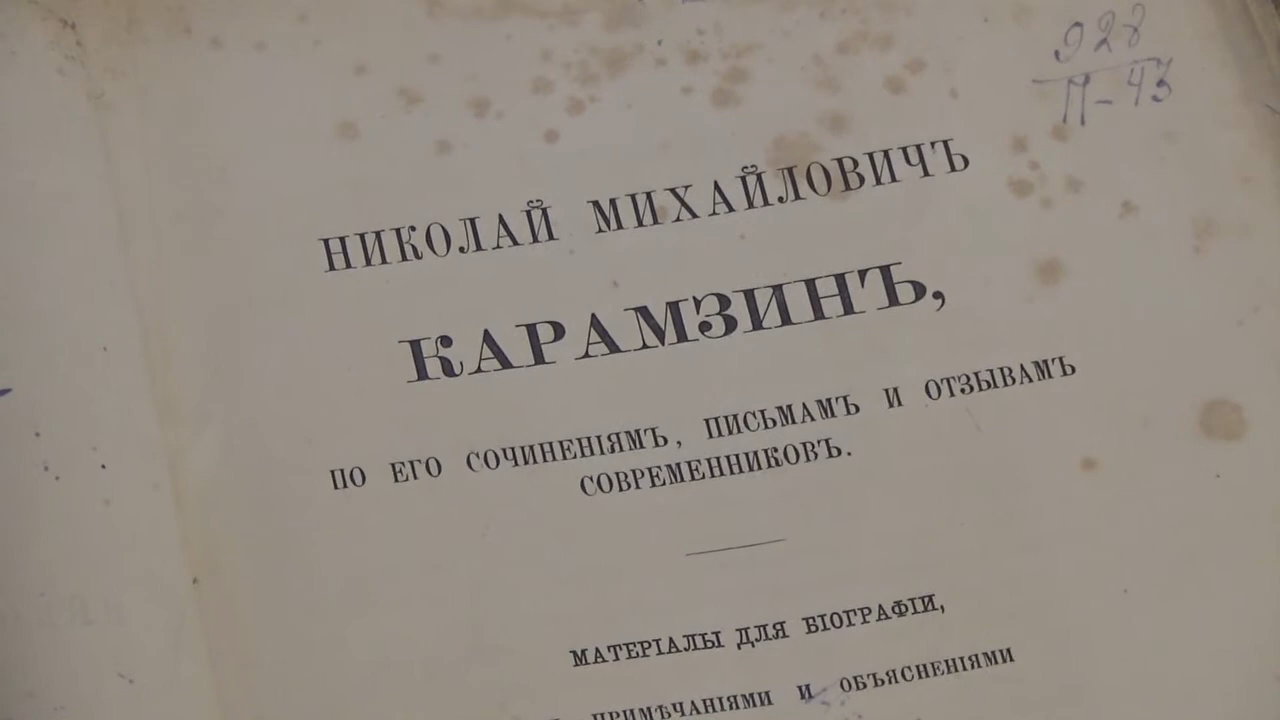 928
П-43
НИКОЛАЙ МИХАЙЛОВИЧЪ
КАРАМЗИНЪ,
ПО ЕГО СОЧИНЕНІЯМЪ, ПИСЬМАМЪ И ОТЗЫВАМЪ
СОВРЕМЕННИКОВЪ.
МАТЕРІАЛЫ ДЛЯ БІОГРАФІИ,
ПРИМѢЧАНІЯМИ И ОБЪЯСНЕНІЯМИ